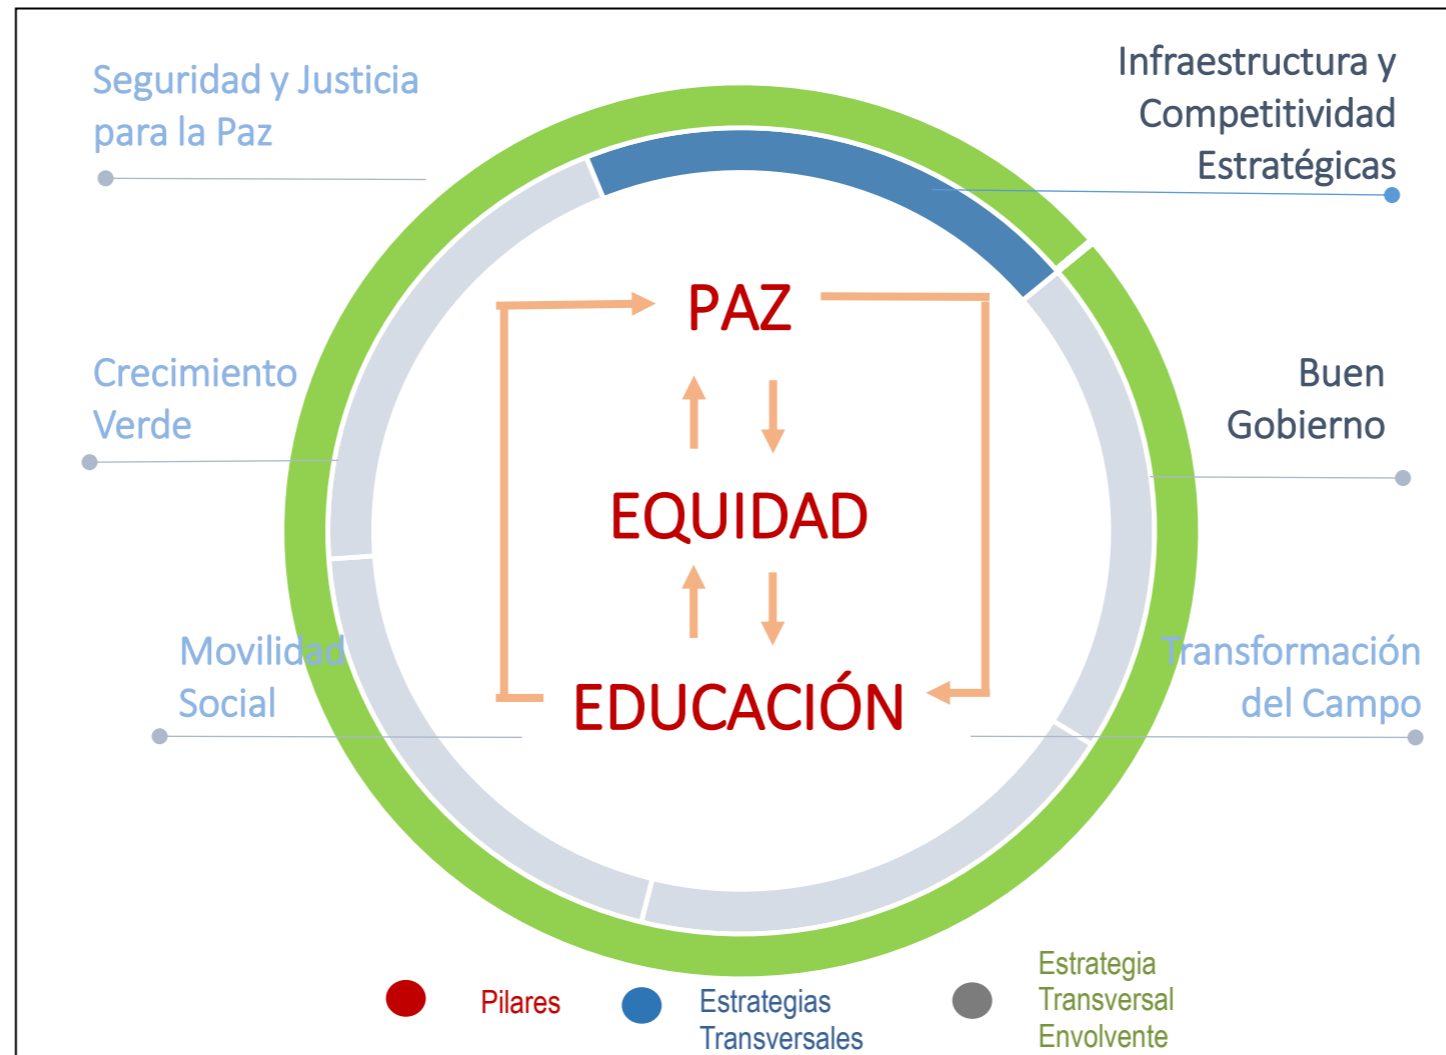 Seguridad y Justicia
para la Paz
Infraestructura y
Competitividad
Estratégicas
PAZ
Crecimiento
Verde
Buen
Gobierno
EQUIDAD
Movilidad
Social
EDUCACIÓN
Transformación
del Campo
Pilares
Estrategias
Transversales
Estrategia
Transversal
Envolvente